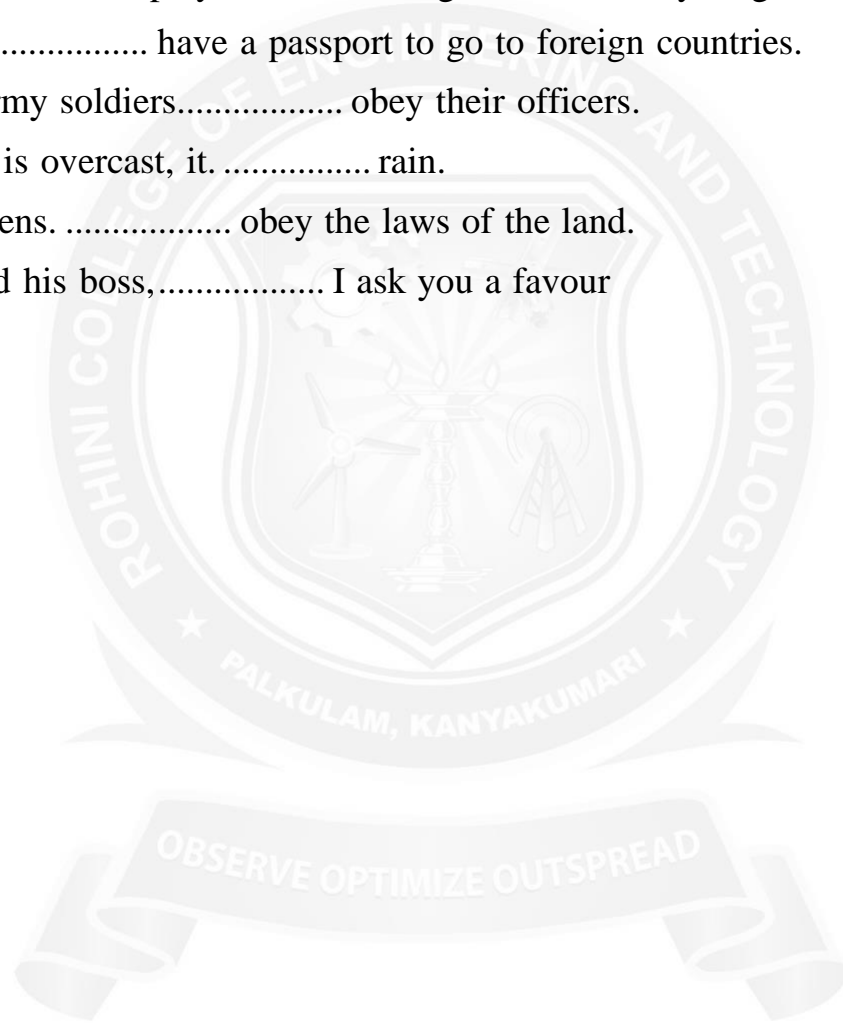 ................ have a passport to go to foreign countries.
rmy soldiers.................. obey their officers.
is overcast, it. ................ rain.
ens. .................. obey the laws of the land.
d his boss,.................. I ask you a favour
ROHINI COLLEGE OF ENGINEERING AND TECHNOLOGY
PALKULAM, KANYAKUMARI
OBSERVE OPTIMIZE OUTSPREAD